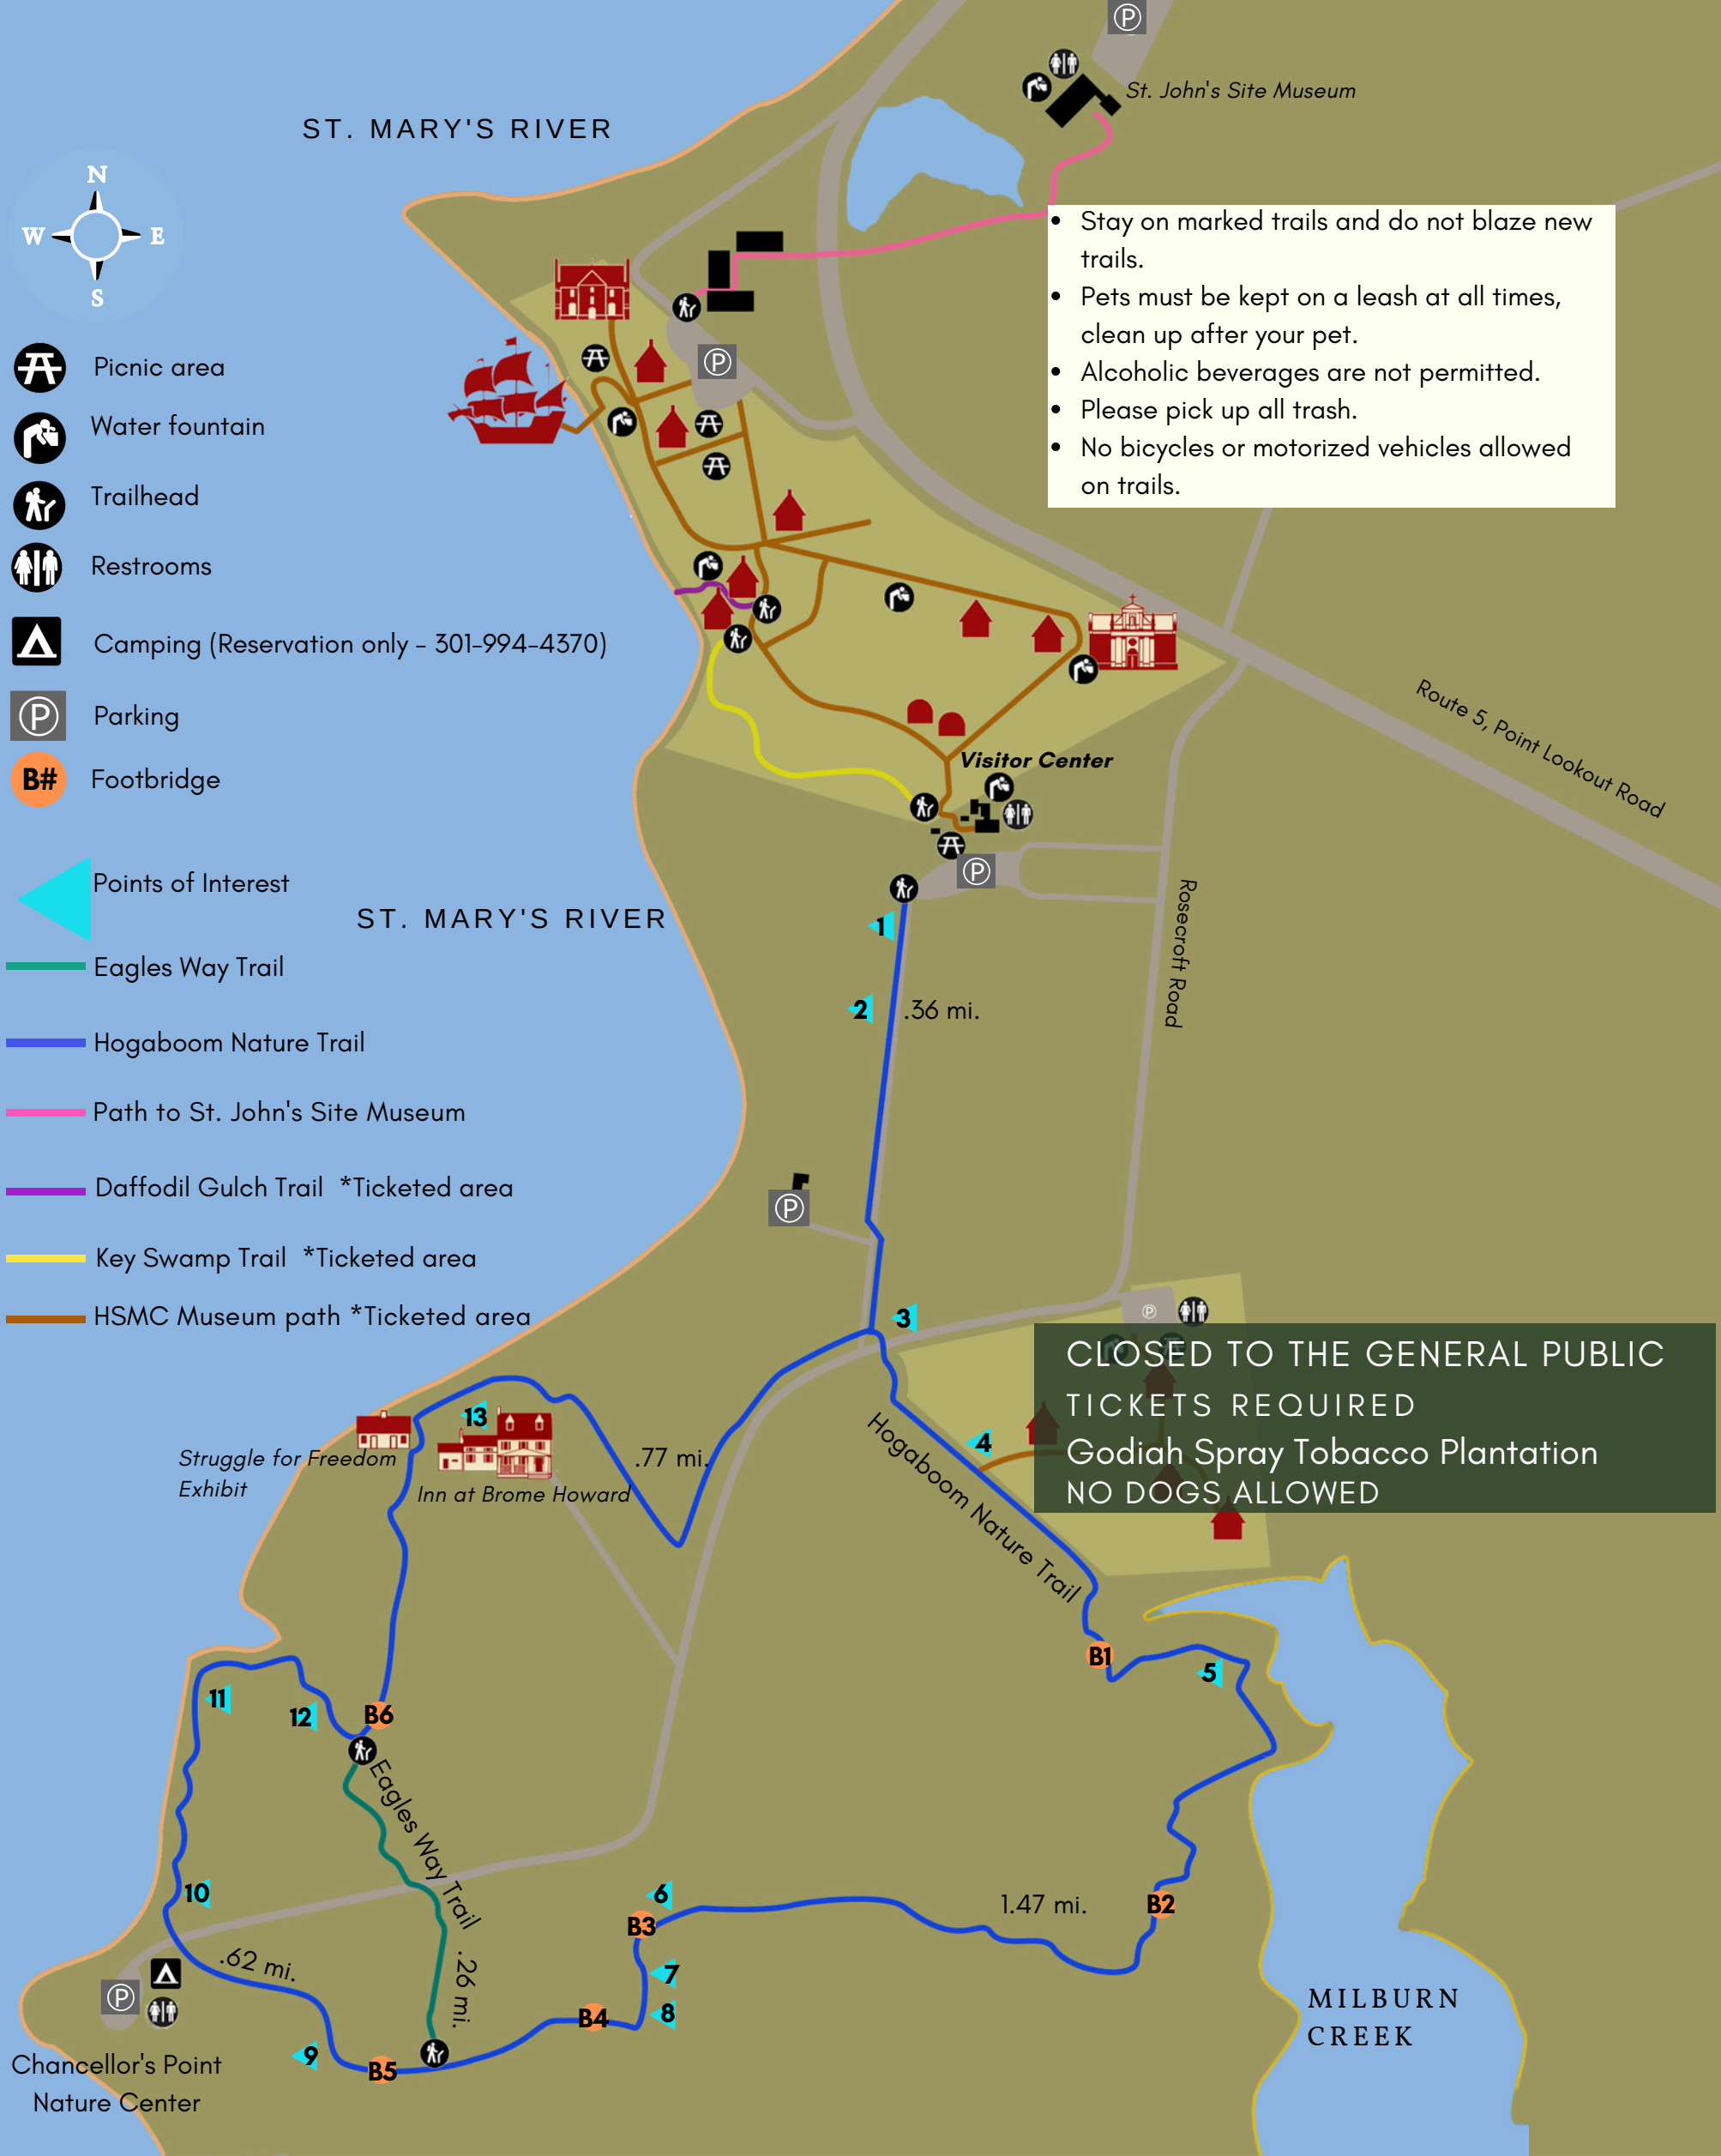 P
St. John's Site Museum
ST. MARY'S RIVER
N
W E
S
• Stay on marked trails and do not blaze new
trails.
• Pets must be kept on a leash at all times,
clean up after your pet.
• Alcoholic beverages are not permitted.
• Please pick up all trash.
• No bicycles or motorized vehicles allowed
on trails.
Picnic area
Water fountain
Trailhead
Restrooms
Camping (Reservation only - 301-994-4370)
P Parking
B# Footbridge
Points of Interest
ST. MARY'S RIVER
Eagles Way Trail
Hogaboom Nature Trail
Path to St. John's Site Museum
Daffodil Gulch Trail *Ticketed area
Key Swamp Trail *Ticketed area
HSMC Museum path *Ticketed area
P
Route 5, Point Lookout Road
Visitor Center
P
Rosecroft Road
1
2
.36 mi.
P
3
P
CLOSED TO THE GENERAL PUBLIC
TICKETS REQUIRED
Godiah Spray Tobacco Plantation
NO DOGS ALLOWED
4
Hogaboom Nature Trail
13
.77 mi.
Struggle for Freedom
Exhibit
Inn at Brome Howard
B1
5
11
12
B6
Eagles Way Trail
10
6
B3
1.47 mi.
B2
.62 mi.
.26 mi.
7
8
B4
P
9
B5
Chancellor's Point
Nature Center
MILBURN
CREEK